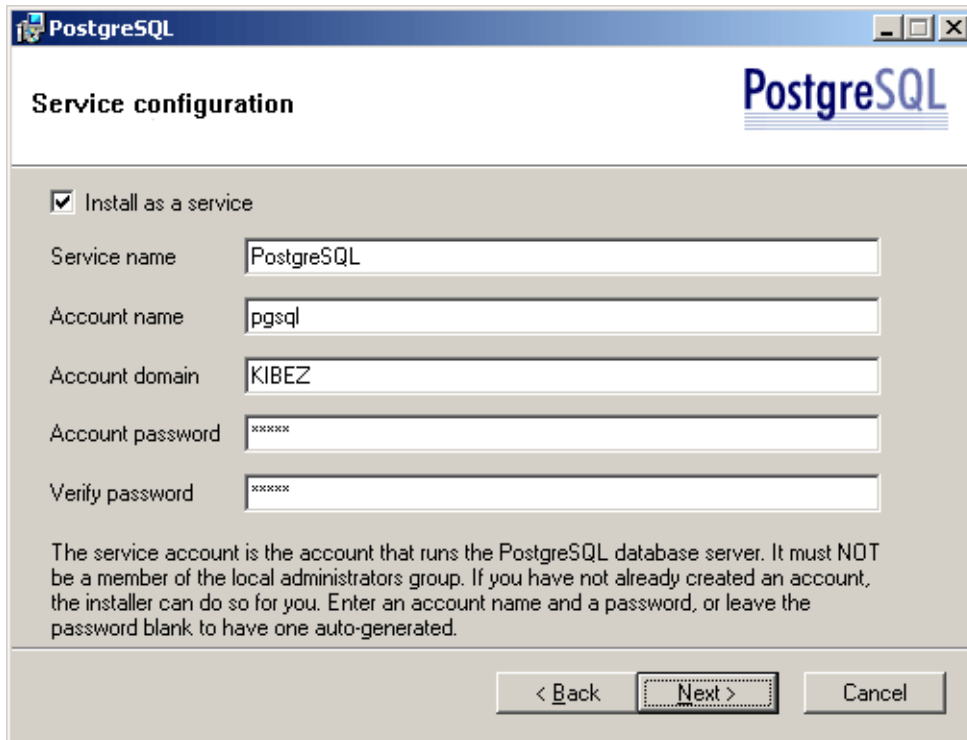 PostgreSQL
Service configuration
PostgreSQL
Install as a service
Service name PostgreSQL
Account name pgsql
Account domain KIBEZ
Account password *****
Verify password *****
The service account is the account that runs the PostgreSQL database server. It must NOT
be a member of the local administrators group. If you have not already created an account,
the installer can do so for you. Enter an account name and a password, or leave the
password blank to have one auto-generated.
< Back Next > Cancel